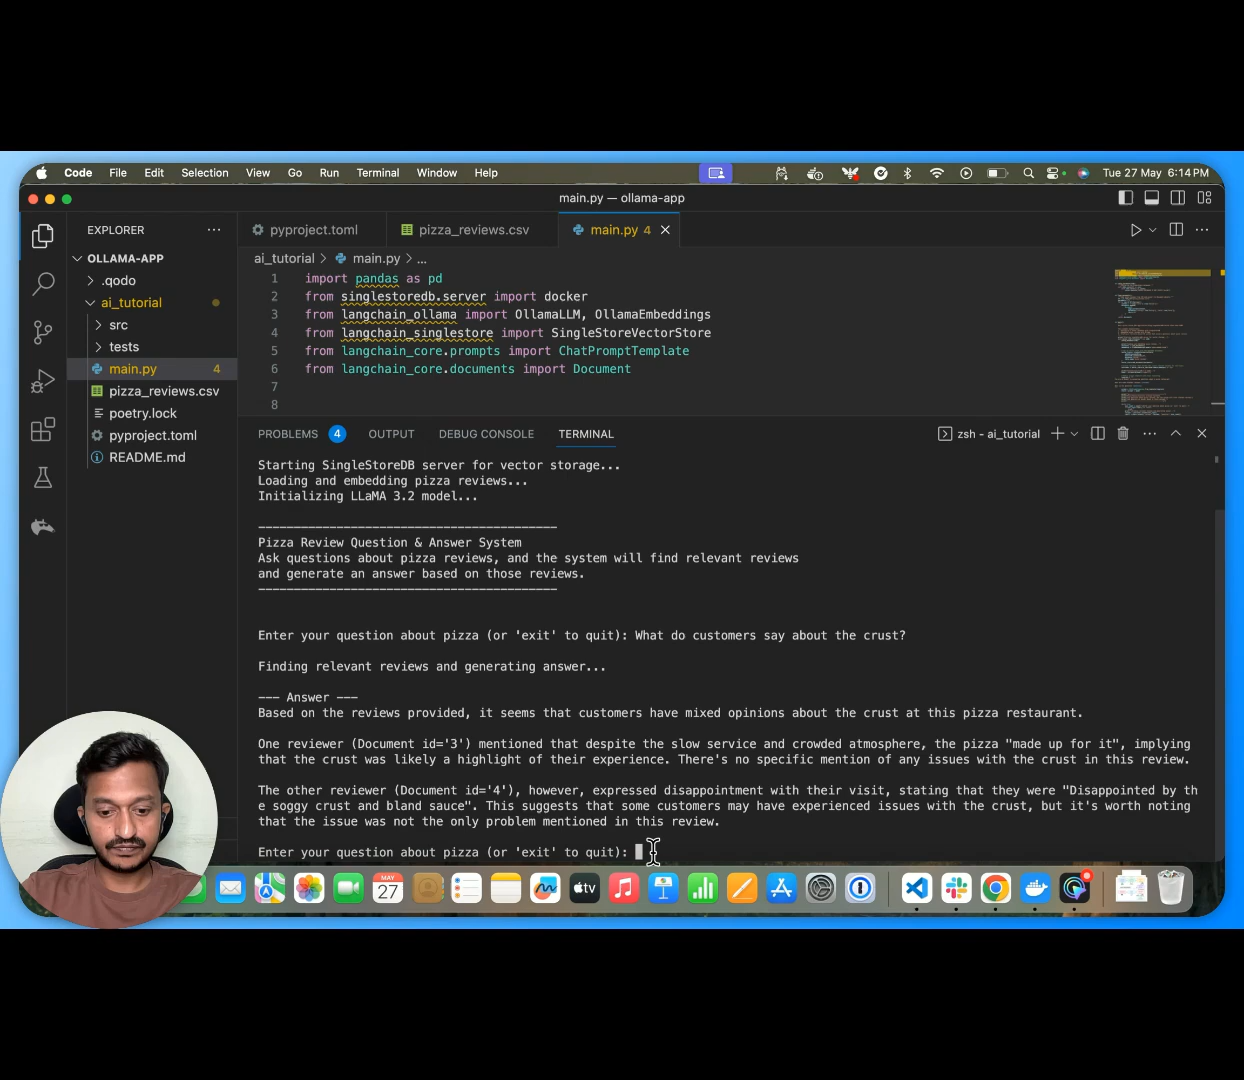 Code File Edit Selection View Go Run Terminal Window Help Tue 27 May 6:14 PM
main.py — ollama-app
EXPLORER
pyproject.toml pizza_reviews.csv main.py 4
OLLAMA-APP
ai_tutorial > main.py > ...
.qodo
ai_tutorial
src
tests
main.py 4
pizza_reviews.csv
poetry.lock
pyproject.toml
README.md
1 import pandas as pd
2 from singlestoredb.server import docker
3 from langchain_ollama import OllamaLLM, OllamaEmbeddings
4 from langchain_singlestore import SingleStoreVectorStore
5 from langchain_core.prompts import ChatPromptTemplate
6 from langchain_core.documents import Document
7
8
PROBLEMS 4 OUTPUT DEBUG CONSOLE TERMINAL zsh - ai_tutorial
Starting SingleStoreDB server for vector storage...
Loading and embedding pizza reviews...
Initializing LLaMA 3.2 model...
------------------------------------------
Pizza Review Question & Answer System
Ask questions about pizza reviews, and the system will find relevant reviews
and generate an answer based on those reviews.
------------------------------------------
Enter your question about pizza (or 'exit' to quit): What do customers say about the crust?
Finding relevant reviews and generating answer...
--- Answer ---
Based on the reviews provided, it seems that customers have mixed opinions about the crust at this pizza restaurant.
One reviewer (Document id='3') mentioned that despite the slow service and crowded atmosphere, the pizza "made up for it", implying
that the crust was likely a highlight of their experience. There's no specific mention of any issues with the crust in this review.
The other reviewer (Document id='4'), however, expressed disappointment with their visit, stating that they were "Disappointed by th
e soggy crust and bland sauce". This suggests that some customers may have experienced issues with the crust, but it's worth noting
that the issue was not the only problem mentioned in this review.
Enter your question about pizza (or 'exit' to quit):
MAY
27
tv